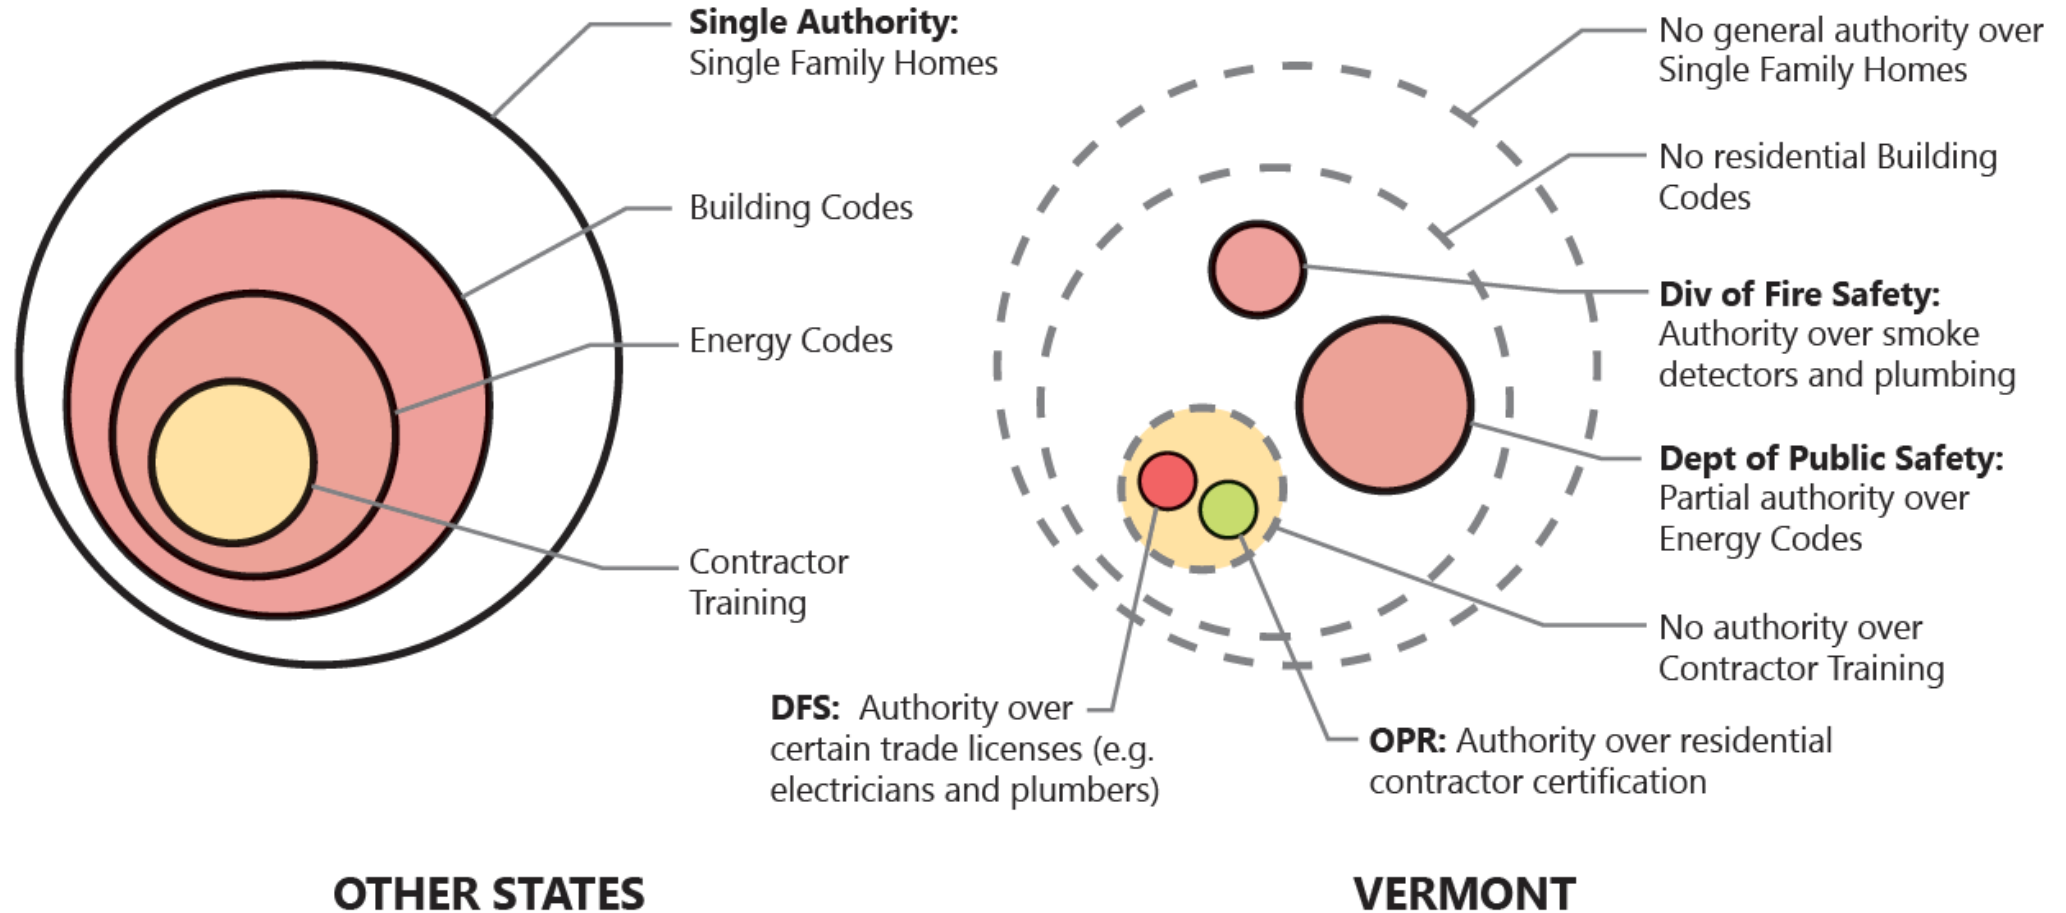 Single Authority:
Single Family Homes
Building Codes
Energy Codes
Contractor
Training
No general authority over
Single Family Homes
No residential Building
Codes
Div of Fire Safety:
Authority over smoke
detectors and plumbing
Dept of Public Safety:
Partial authority over
Energy Codes
No authority over
Contractor Training
DFS: Authority over
certain trade licenses (e.g.
electricians and plumbers)
OPR: Authority over residential
contractor certification
OTHER STATES
VERMONT